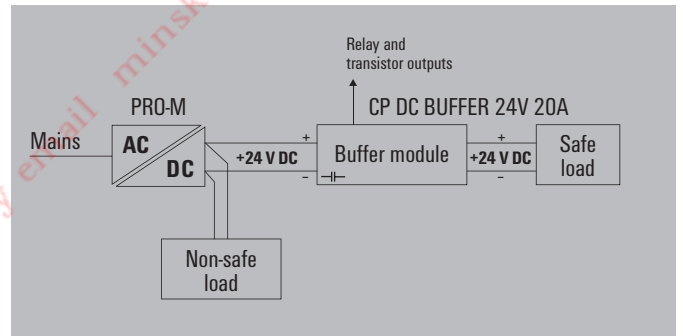 Relay and
transistor outputs
PRO-M
CP DC BUFFER 24V 20A
Mains
AC
DC
+
+24 V DC
–
Buffer module
+
+24 V DC
–
Safe
load
Non-safe
load
y email minsk